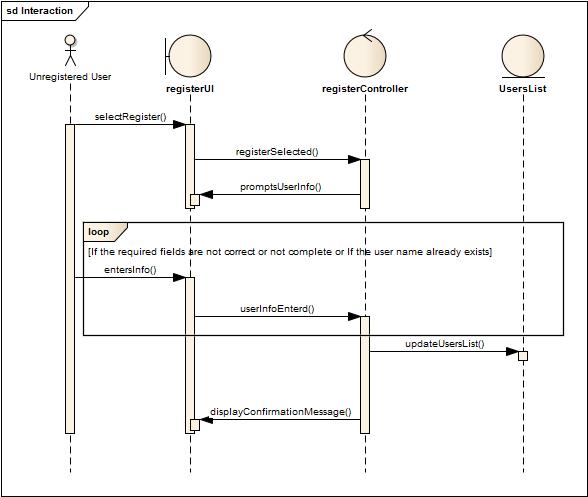 sd Interaction
Unregistered User
registerUI
registerController
UsersList
selectRegister()
registerSelected()
promptsUserInfo()
loop
[If the required fields are not correct or not complete or If the user name already exists]
entersInfo()
userInfoEnterd()
updateUsersList()
displayConfirmationMessage()